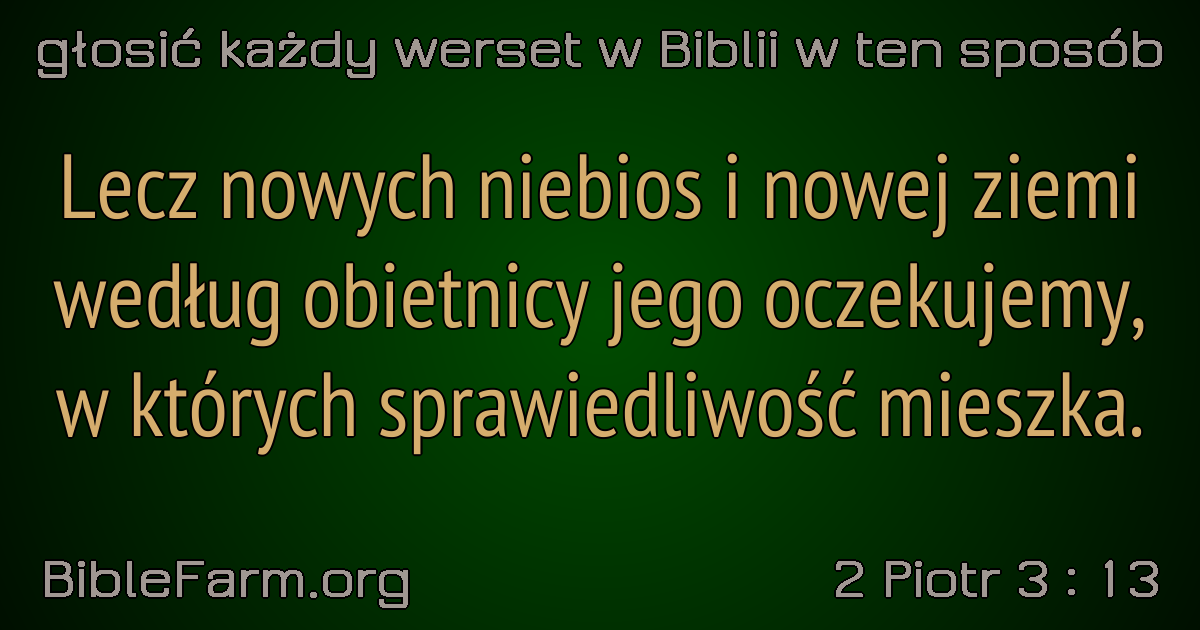 głosić każdy werset w Biblii w ten sposób
Lecz nowych niebios i nowej ziemi
według obietnicy jego oczekujemy,
w których sprawiedliwość mieszka.
BibleFarm.org
2 Piotr 3 : 13